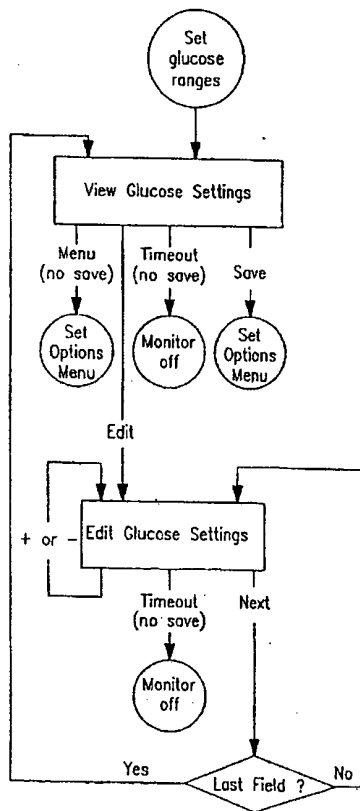 Set
glucose
ranges
View Glucose Settings
Menu
(no save)
Timeout
(no save)
Save
Set
Options
Menu
Monitor
off
Set
Options
Menu
Edit
+ or -
Edit Glucose Settings
Timeout
(no save)
Next
Monitor
off
Yes
Last Field ?
No